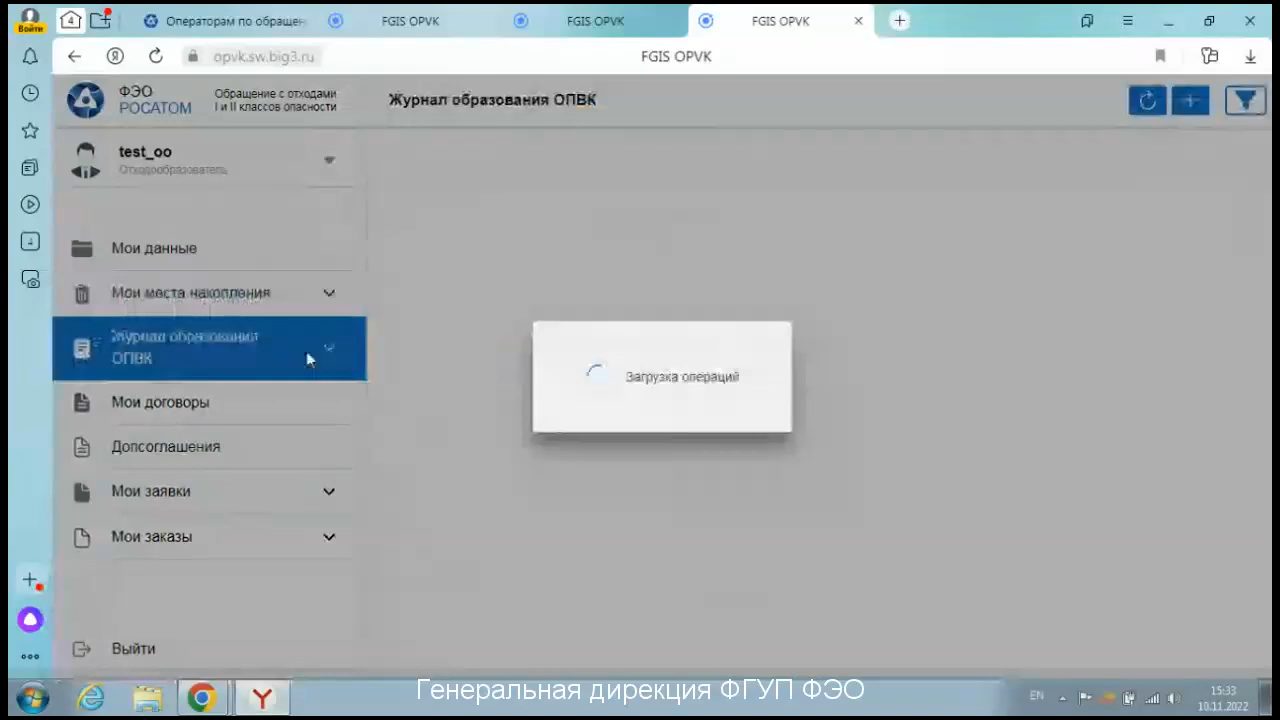 Войти
4
Операторам по обращен
FGIS OPVK
FGIS OPVK
FGIS OPVK
opvk.sw.big3.ru
FGIS OPVK
ФЭО
РОСАТОМ
Обращение с отходами
I и II классов опасности
Журнал образования ОПВК
test_oo
Отходообразователь
Мои данные
Мои места накопления
Журнал образования
ОПВК
Мои договоры
Допсоглашения
Мои заявки
Мои заказы
Выйти
Загрузка операций
Генеральная дирекция ФГУП ФЭО
EN
15:33
10.11.2022